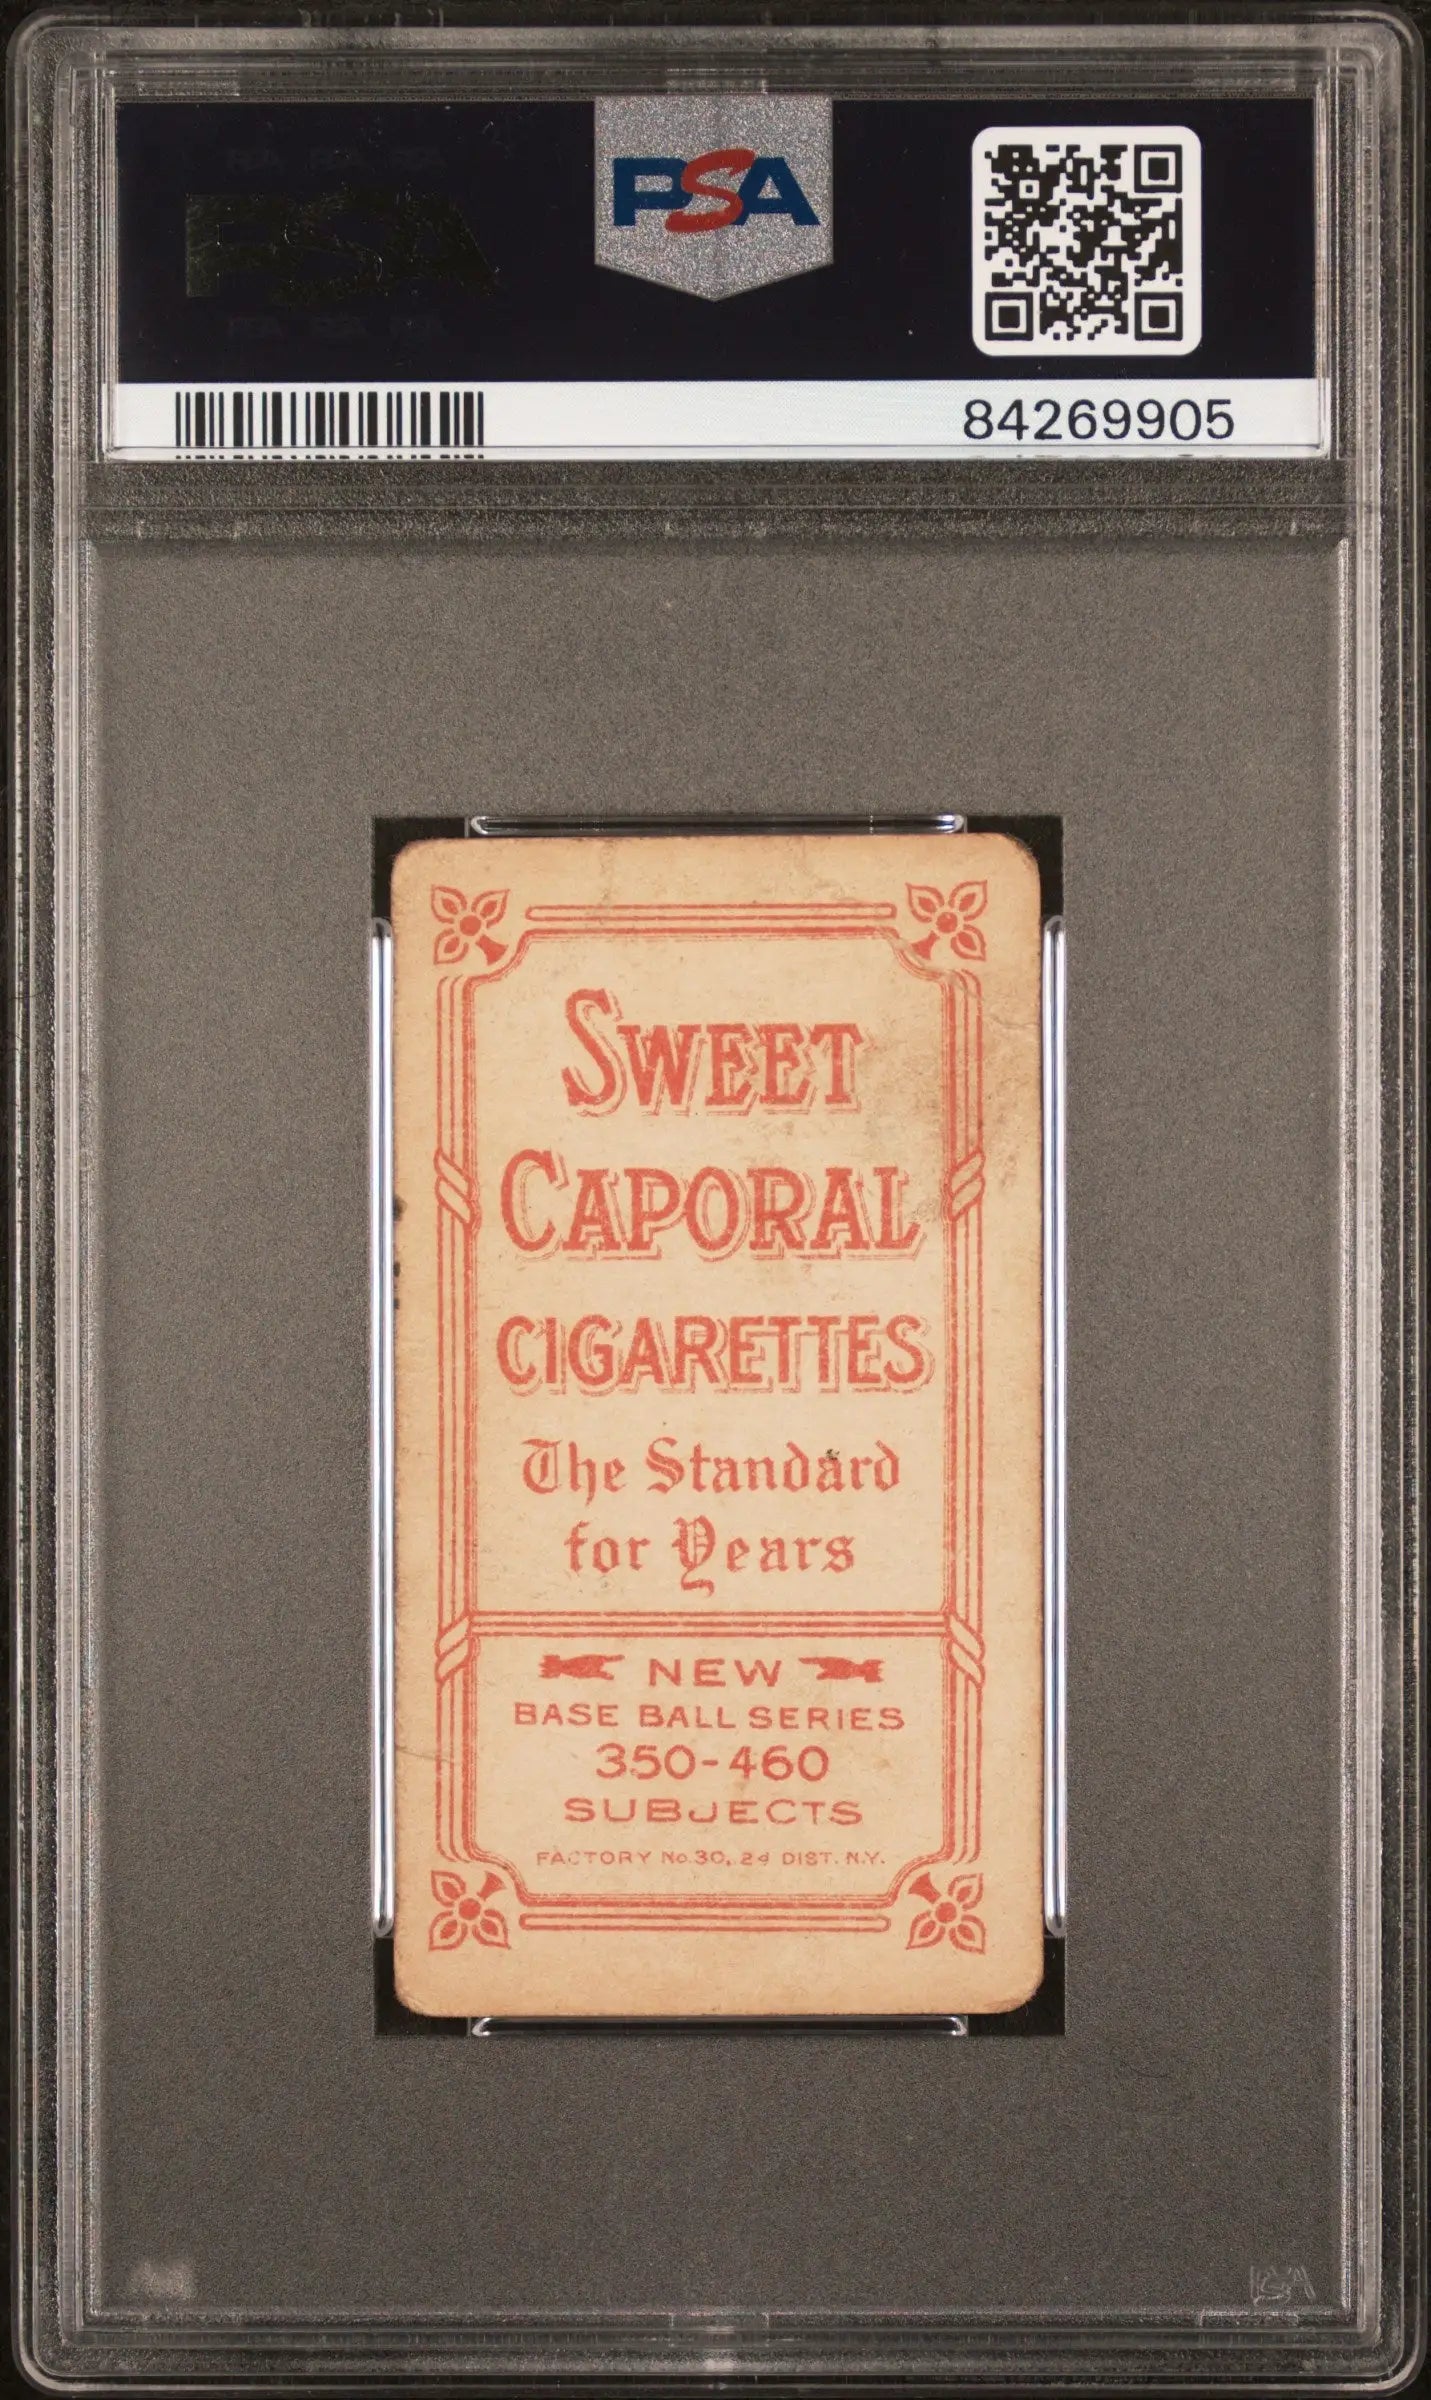 PSA
84269905
SWEET
CAPORAL
CIGARETTES
The Standard
for Years
NEW
BASE BALL SERIES
350-460
SUBJECTS
FACTORY No. 30, 2d DIST. N.Y.
PSA